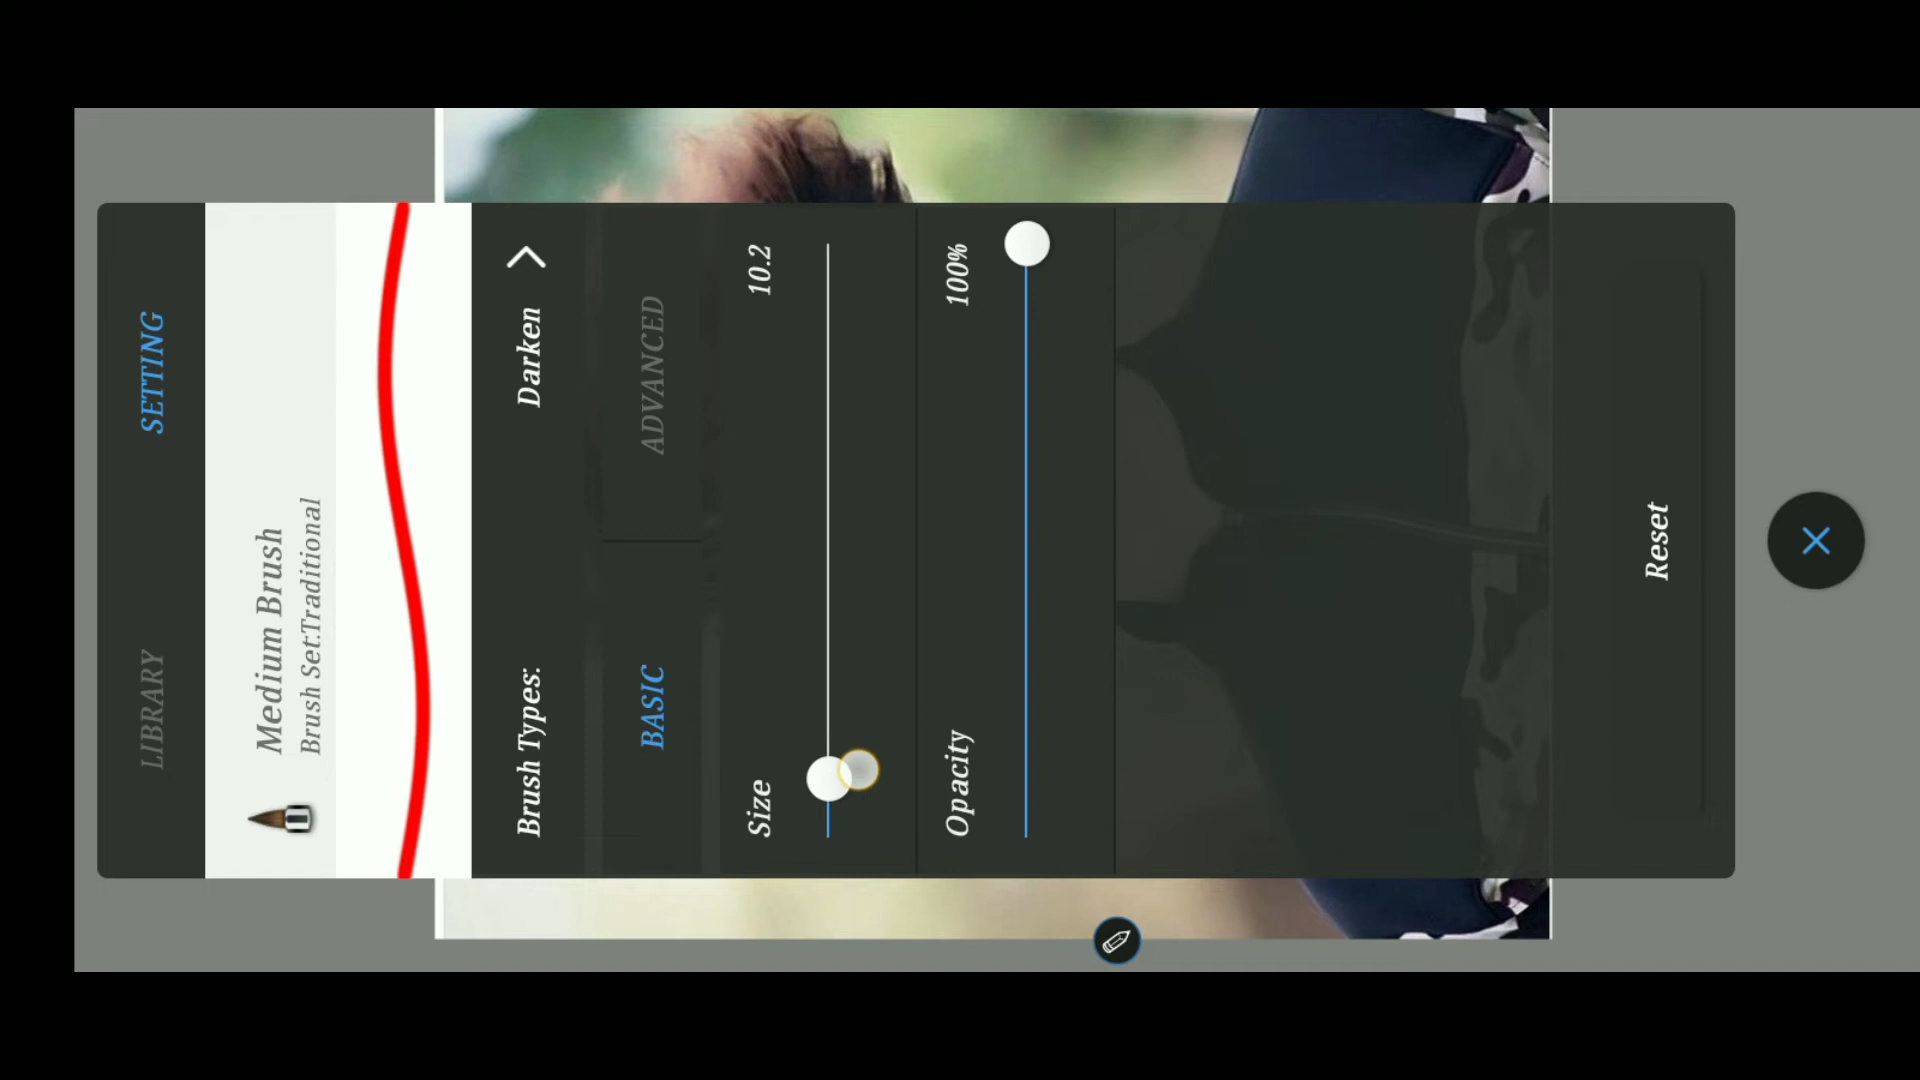 LIBRARY SETTING
Medium Brush
Brush Set:Traditional
Brush Types: Darken
BASIC ADVANCED
Size 10.2
Opacity 100%
Reset